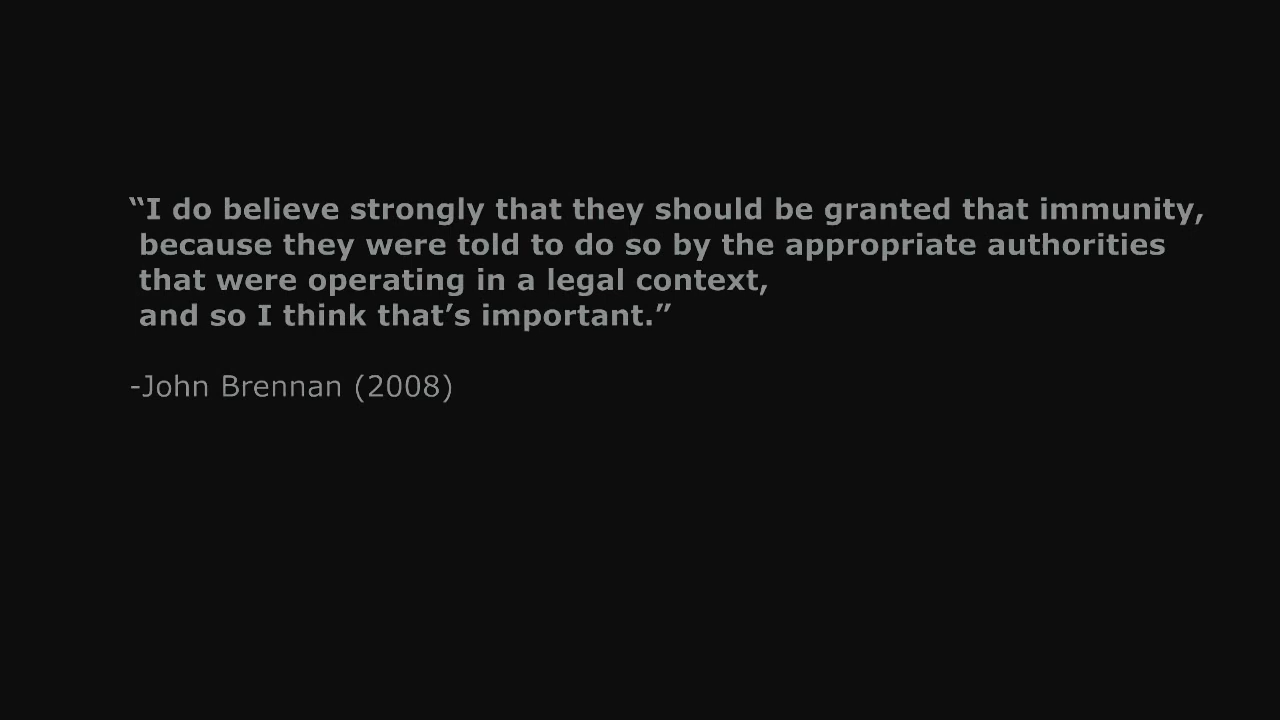 “I do believe strongly that they should be granted that immunity,
because they were told to do so by the appropriate authorities
that were operating in a legal context,
and so I think that’s important.”
-John Brennan (2008)